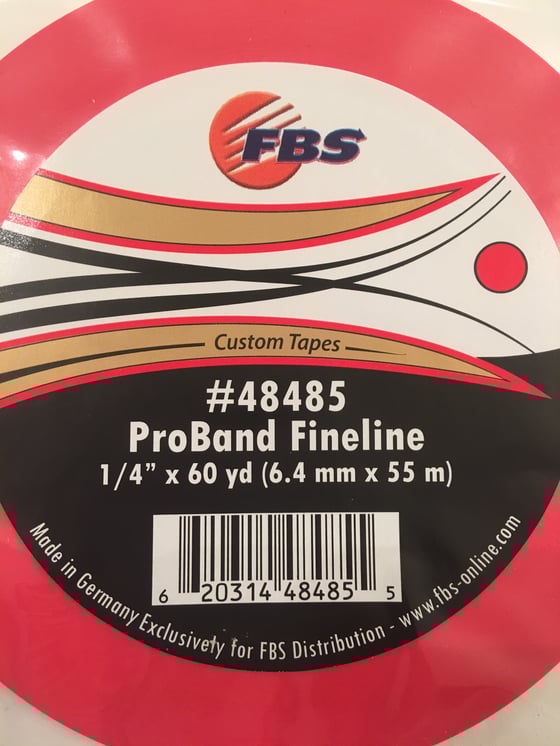 FBS
Custom Tapes
#48485
ProBand Fineline
1/4” x 60 yd (6.4 mm x 55 m)
6 20314 48485 5
Made in Germany Exclusively for FBS Distribution - www.fbs-online.com